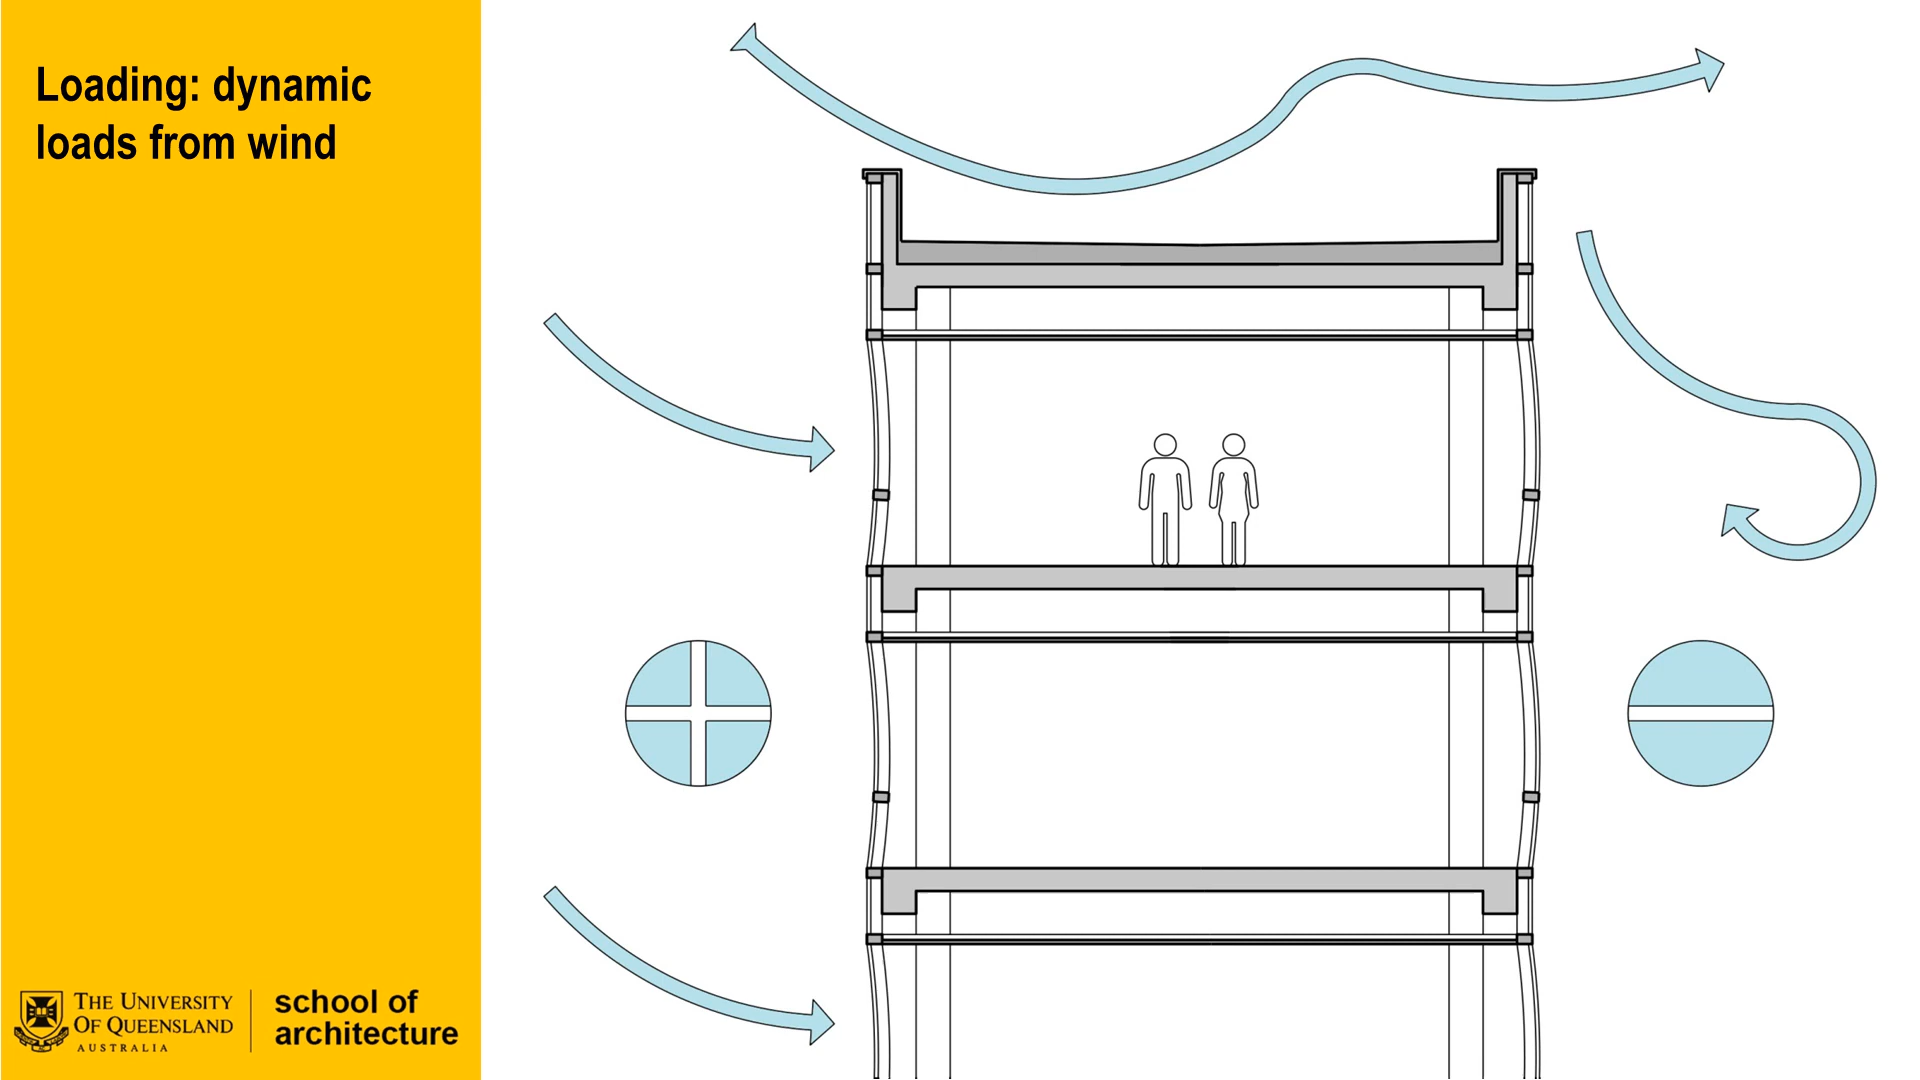 Loading: dynamic
loads from wind
THE UNIVERSITY
OF QUEENSLAND
AUSTRALIA
school of
architecture